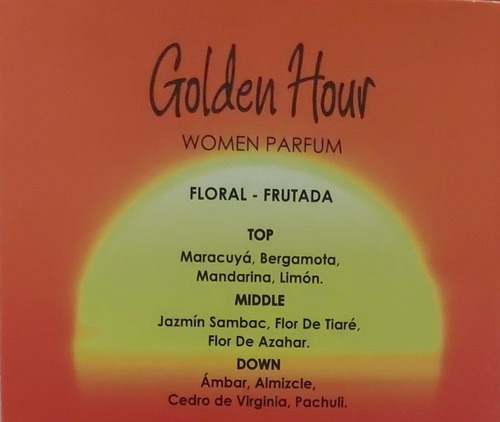 Golden Hour
WOMEN PARFUM
FLORAL - FRUTADA
TOP
Maracuyá, Bergamota,
Mandarina, Limón.
MIDDLE
Jazmín Sambac, Flor De Tiaré,
Flor De Azahar.
DOWN
Ámbar, Almizcle,
Cedro de Virginia, Pachuli.